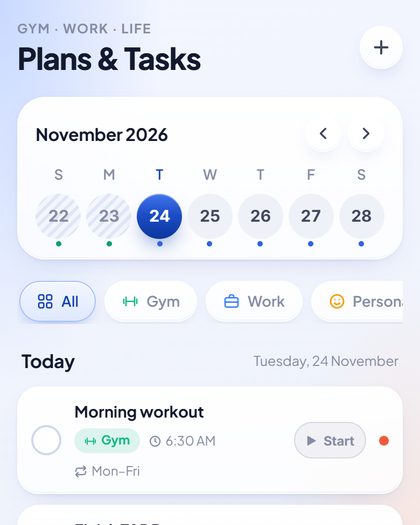 GYM · WORK · LIFE
Plans & Tasks
November 2026
S M T W T F S
22 23 24 25 26 27 28
All Gym Work Persona
Today Tuesday, 24 November
Morning workout
Gym 6:30 AM Start
Mon–Fri